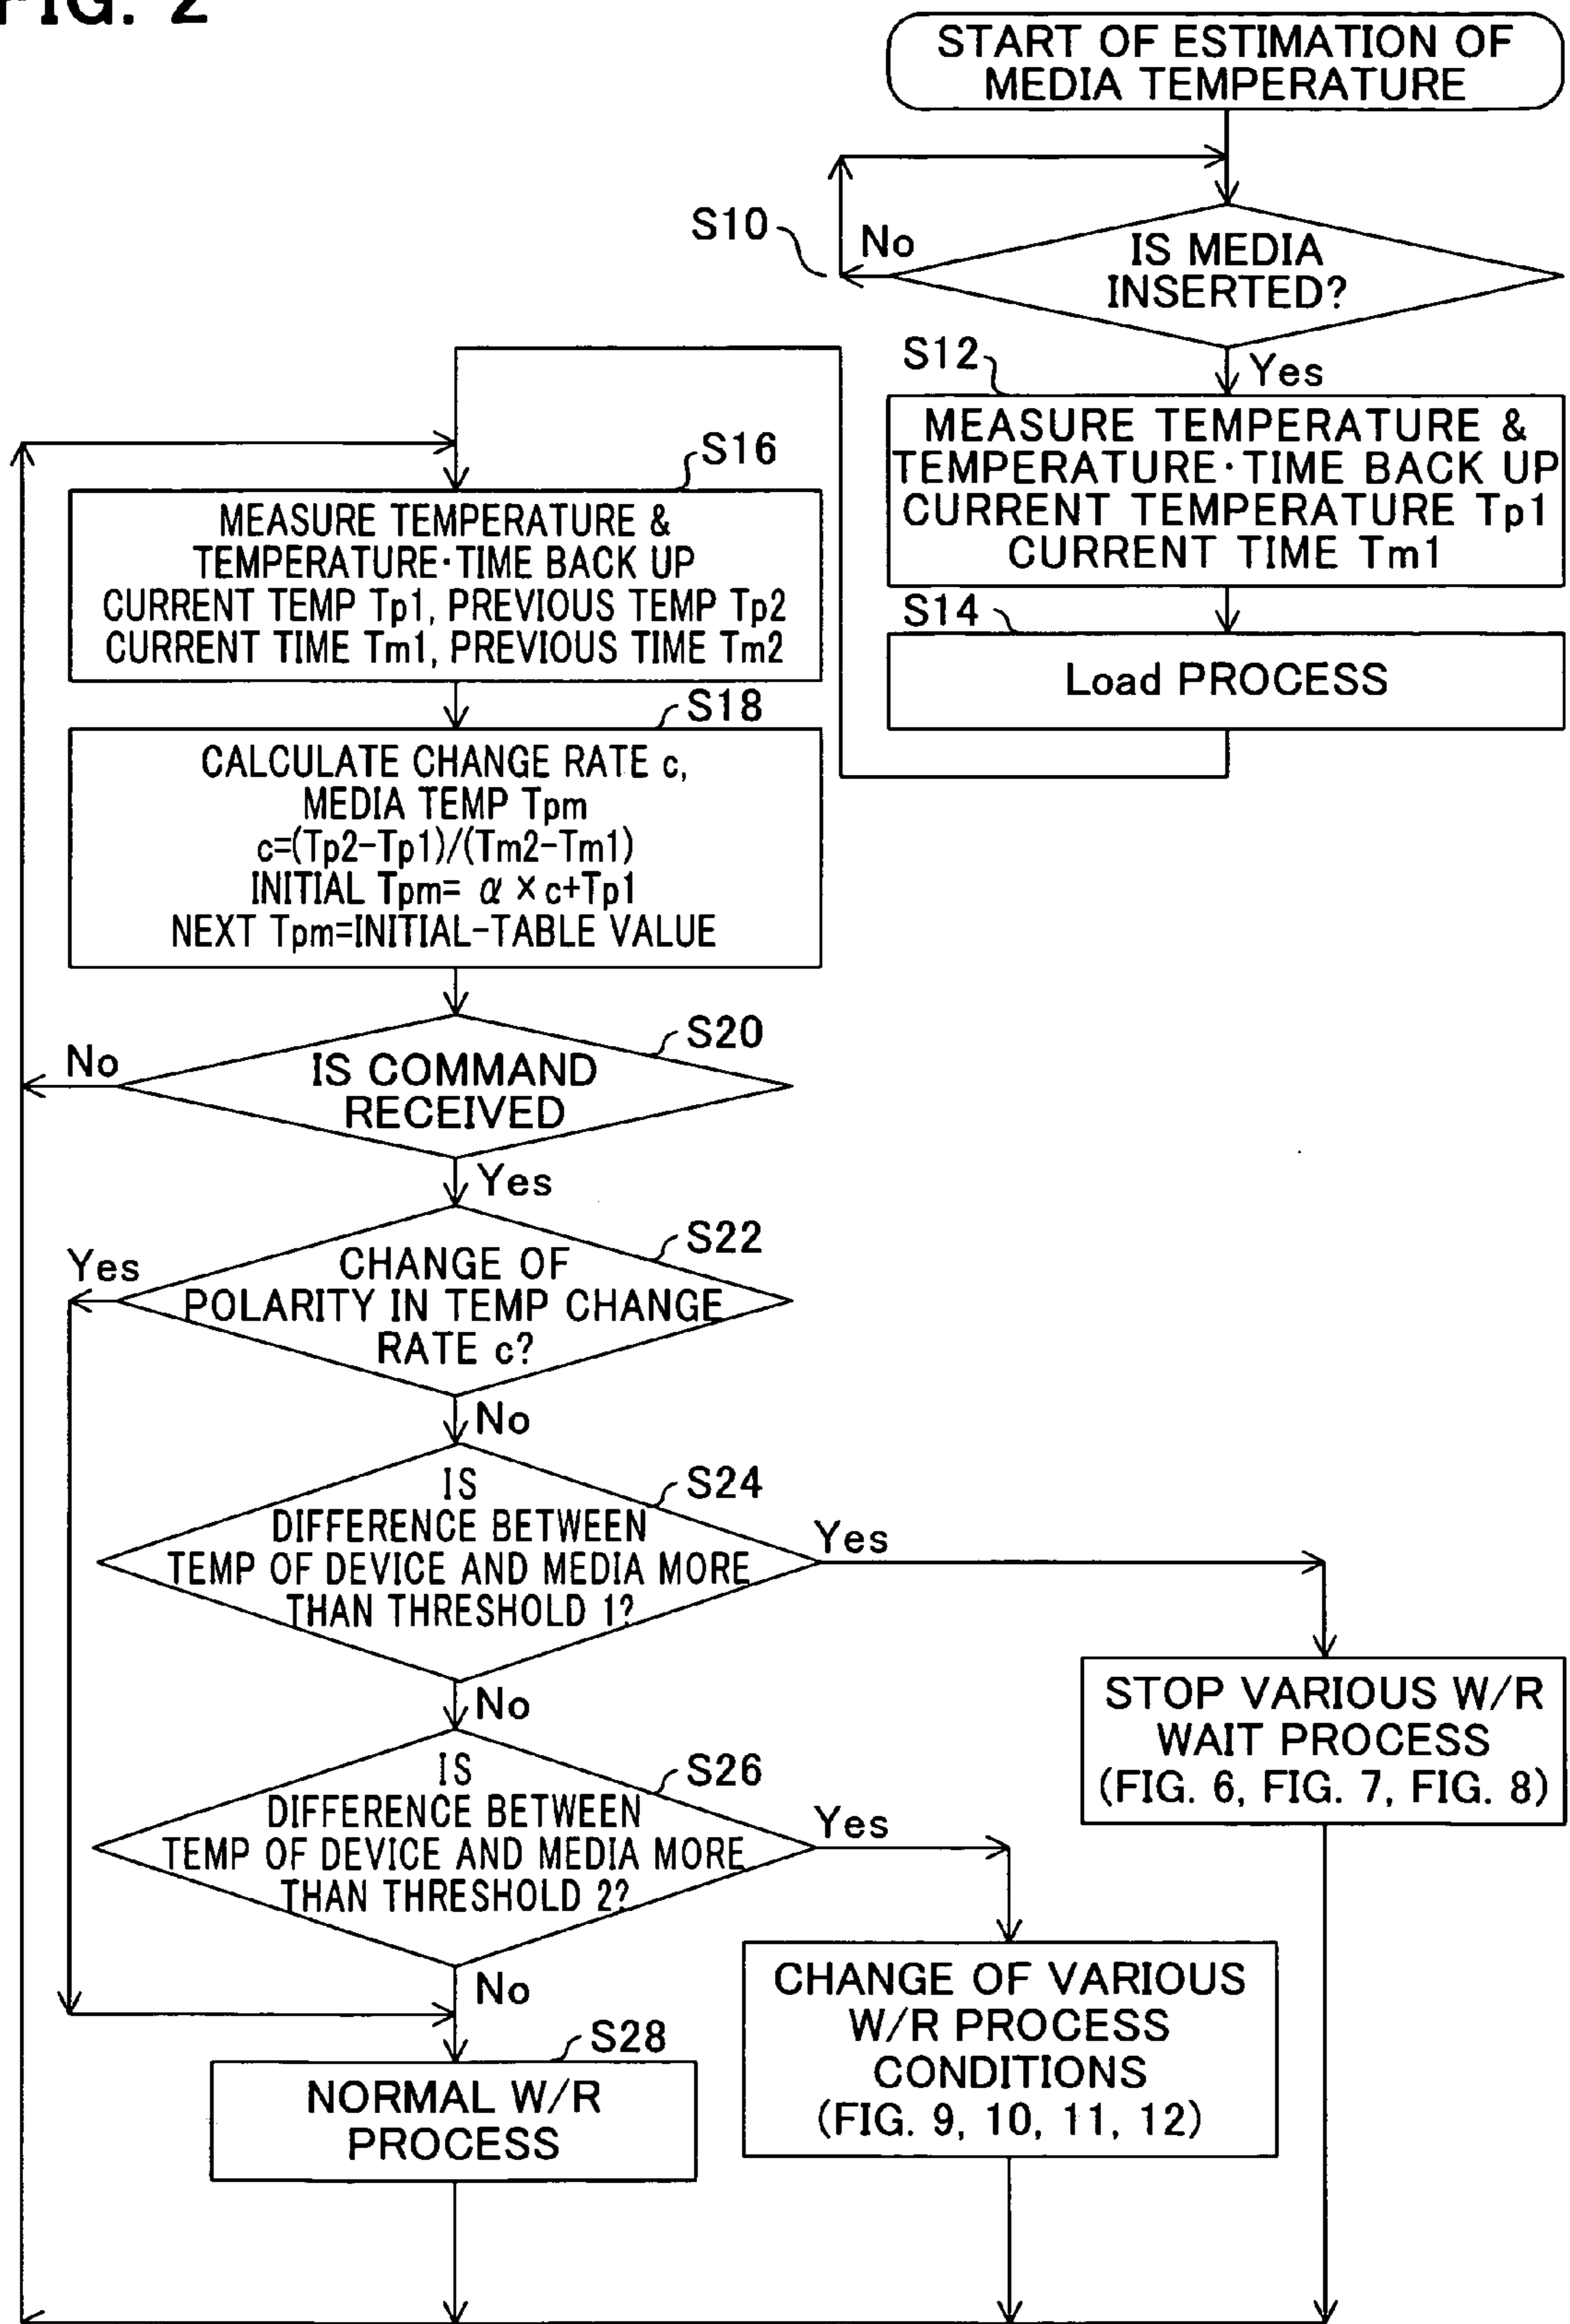 FIG. 2
START OF ESTIMATION OF
MEDIA TEMPERATURE
S10
No
IS MEDIA
INSERTED?
S12
Yes
MEASURE TEMPERATURE &
TEMPERATURE·TIME BACK UP
CURRENT TEMPERATURE Tp1
CURRENT TIME Tm1
S14
Load PROCESS
S16
MEASURE TEMPERATURE &
TEMPERATURE·TIME BACK UP
CURRENT TEMP Tp1, PREVIOUS TEMP Tp2
CURRENT TIME Tm1, PREVIOUS TIME Tm2
S18
CALCULATE CHANGE RATE c,
MEDIA TEMP Tpm
c=(Tp2-Tp1)/(Tm2-Tm1)
INITIAL Tpm= α × c+Tp1
NEXT Tpm=INITIAL-TABLE VALUE
S20
No
IS COMMAND
RECEIVED
Yes
S22
Yes
CHANGE OF
POLARITY IN TEMP CHANGE
RATE c?
No
S24
IS
DIFFERENCE BETWEEN
TEMP OF DEVICE AND MEDIA MORE
THAN THRESHOLD 1?
Yes
No
STOP VARIOUS W/R
WAIT PROCESS
(FIG. 6, FIG. 7, FIG. 8)
S26
IS
DIFFERENCE BETWEEN
TEMP OF DEVICE AND MEDIA MORE
THAN THRESHOLD 2?
Yes
No
CHANGE OF VARIOUS
W/R PROCESS
CONDITIONS
(FIG. 9, 10, 11, 12)
S28
NORMAL W/R
PROCESS